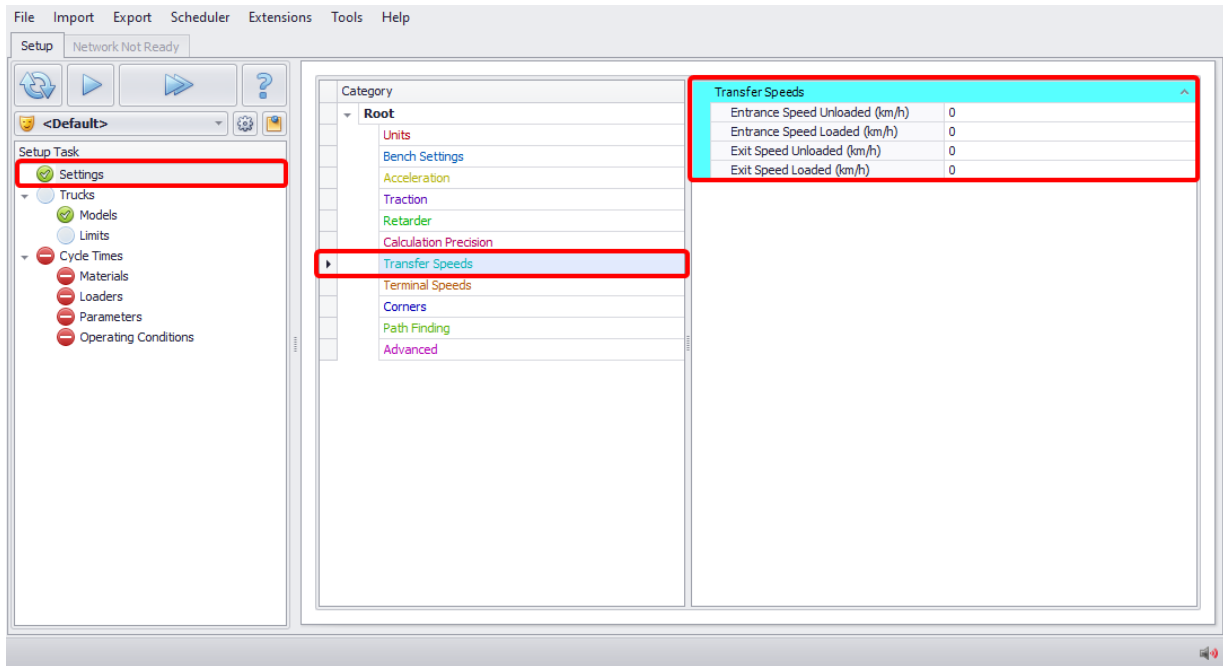 File Import Export Scheduler Extensions Tools Help
Setup Network Not Ready
<Default>
Setup Task
Settings
Trucks
Models
Limits
Cycle Times
Materials
Loaders
Parameters
Operating Conditions
Category
Root
Units
Bench Settings
Acceleration
Traction
Retarder
Calculation Precision
Transfer Speeds
Terminal Speeds
Corners
Path Finding
Advanced
Transfer Speeds
Entrance Speed Unloaded (km/h) 0
Entrance Speed Loaded (km/h) 0
Exit Speed Unloaded (km/h) 0
Exit Speed Loaded (km/h) 0